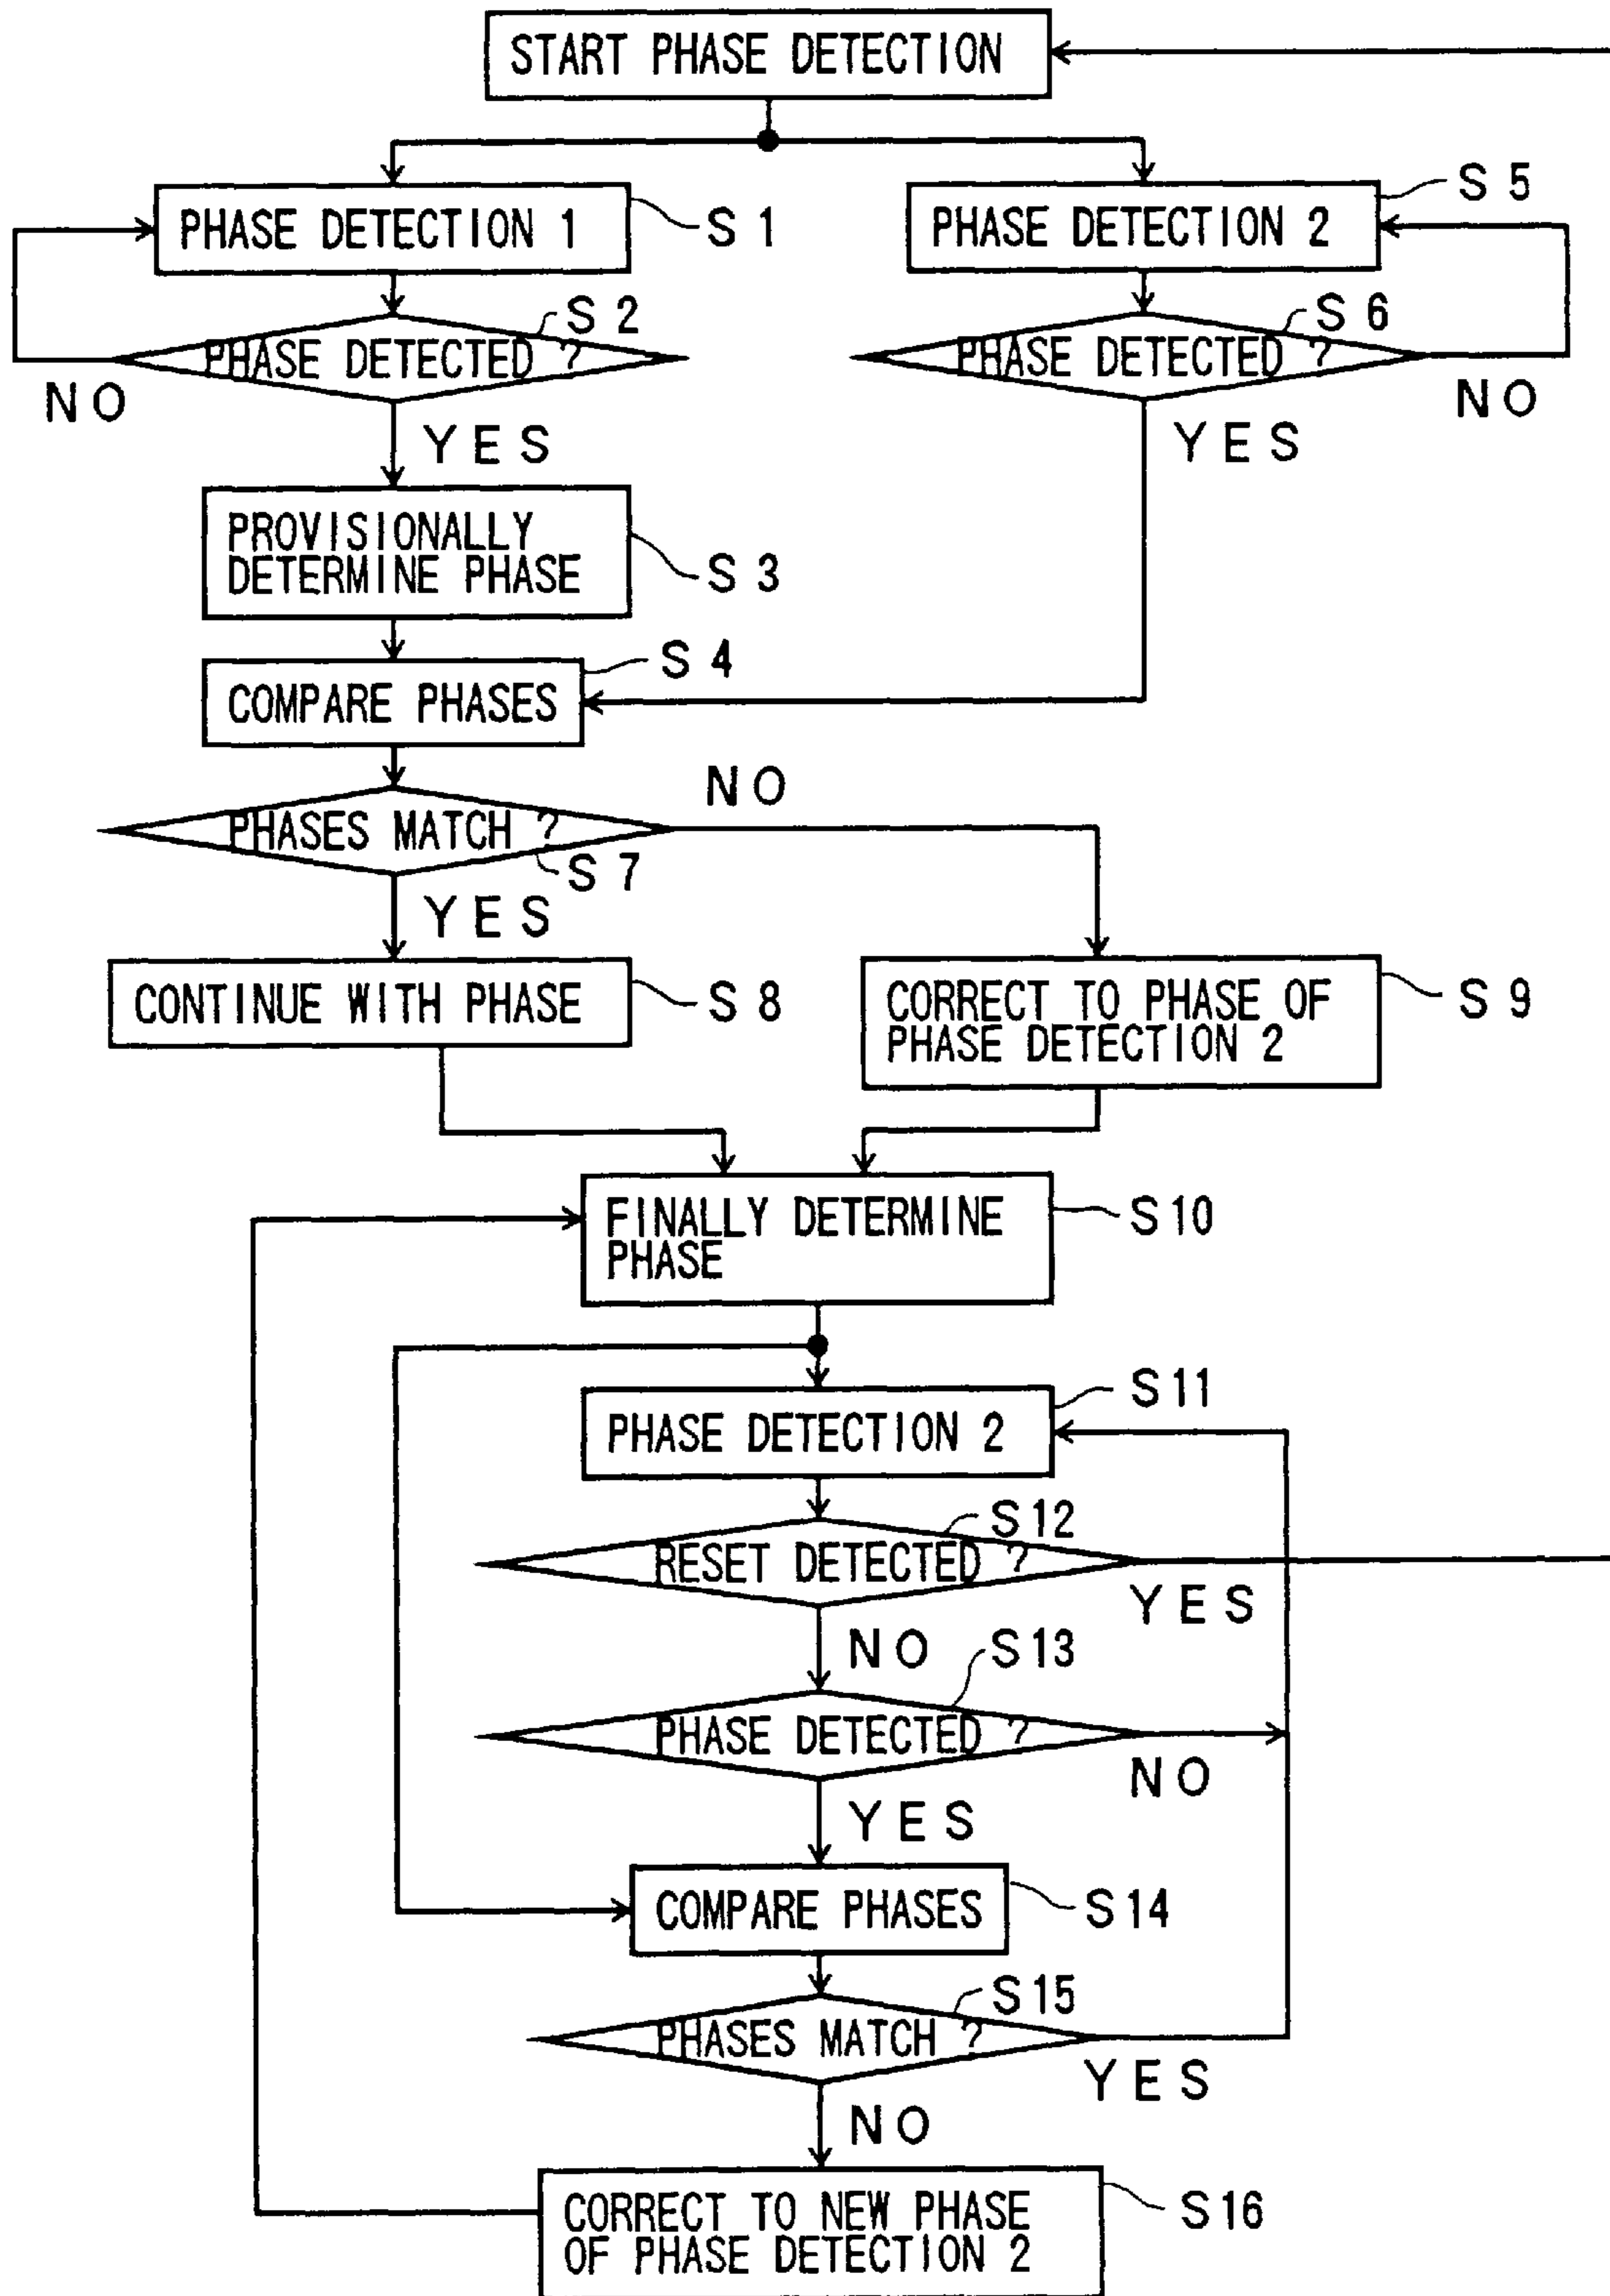 START PHASE DETECTION
PHASE DETECTION 1
S 1
PHASE DETECTION 2
S 5
S 2
PHASE DETECTED ?
NO
YES
S 6
PHASE DETECTED ?
NO
YES
PROVISIONALLY
DETERMINE PHASE
S 3
S 4
COMPARE PHASES
NO
PHASES MATCH ?
S 7
YES
CONTINUE WITH PHASE
S 8
CORRECT TO PHASE OF
PHASE DETECTION 2
S 9
FINALLY DETERMINE
PHASE
S10
S11
PHASE DETECTION 2
S12
RESET DETECTED ?
YES
NO
S13
PHASE DETECTED ?
NO
YES
COMPARE PHASES
S14
S15
PHASES MATCH ?
YES
NO
CORRECT TO NEW PHASE
OF PHASE DETECTION 2
S16